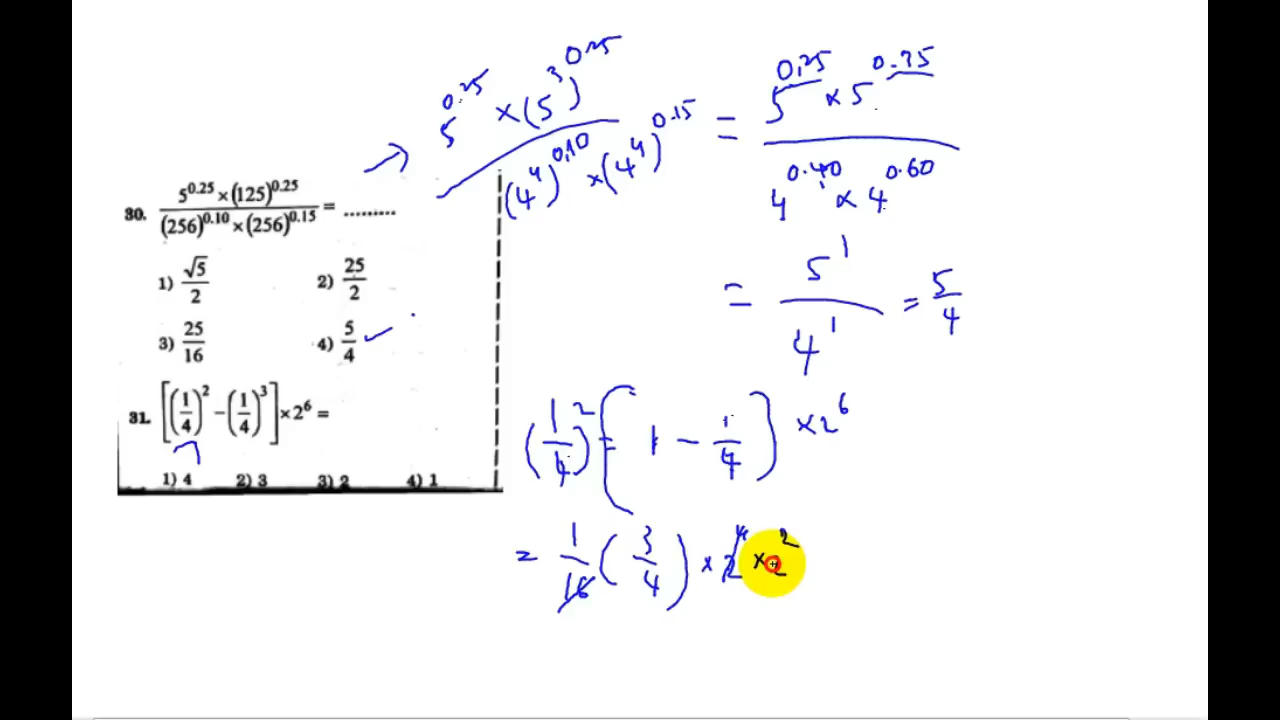 → 5^0.25 × (5^3)^0.25 / (4^4)^0.10 × (4^4)^0.15 = 5^0.25 × 5^0.75 / 4^0.40 × 4^0.60
= 5^1 / 4^1 = 5/4
30. 5^0.25 × (125)^0.25 / (256)^0.10 × (256)^0.15 = .........
1) √5/2 2) 25/2
3) 25/16 4) 5/4 ✓
31. [(1/4)^2 − (1/4)^3] × 2^6 =
1) 4 2) 3 3) 2 4) 1
(1/4)^2 (1 − 1/4) × 2^6
= 1/16 (3/4) × 2^4 × 2^2